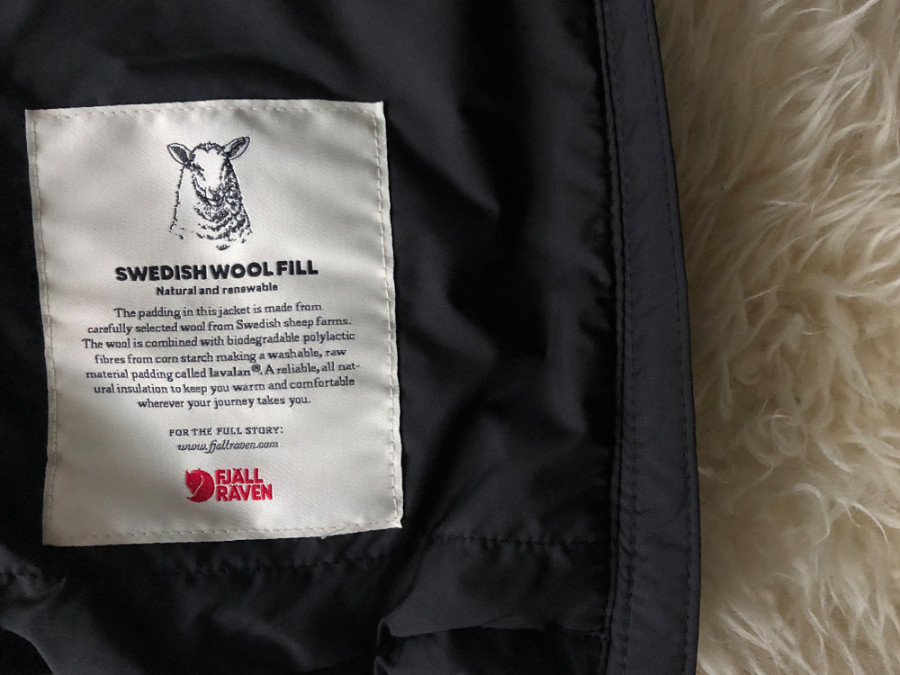 SWEDISH WOOL FILL
Natural and renewable
The padding in this jacket is made from
carefully selected wool from Swedish sheep farms.
The wool is combined with biodegradable polylactic
fibres from corn starch making a washable, raw
material padding called lavalan®. A reliable, all nat-
ural insulation to keep you warm and comfortable
wherever your journey takes you.
FOR THE FULL STORY:
www.fjallraven.com
FJÄLL
RÄVEN